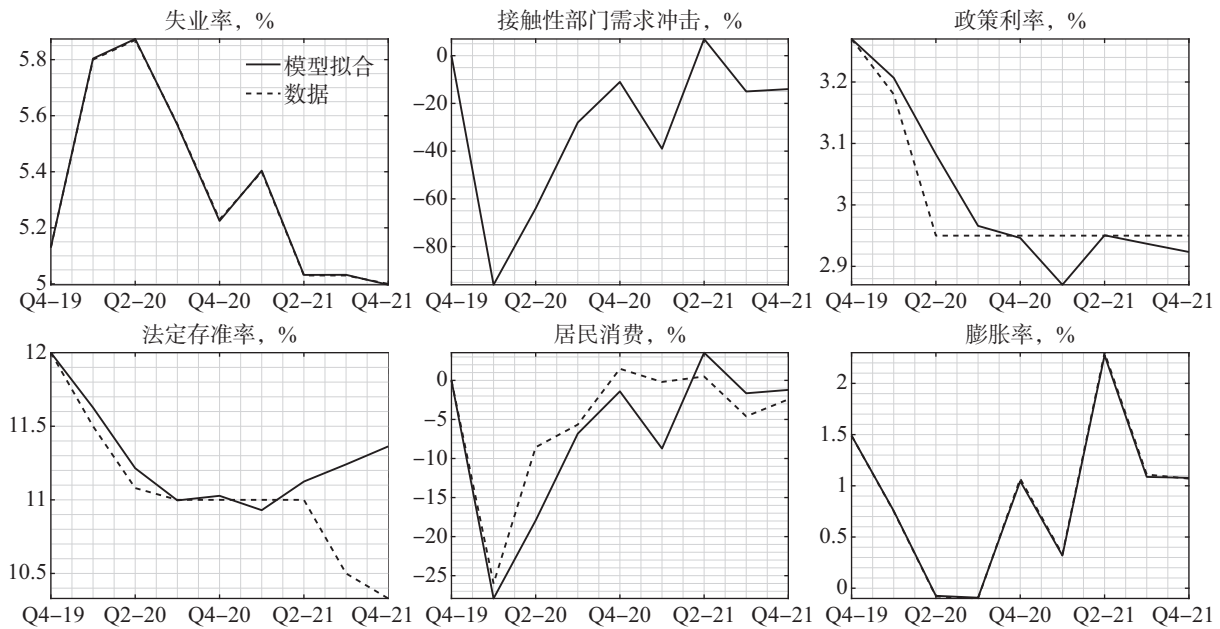 失业率，%
5.8
5.6
5.4
5.2
5
模型拟合
数据
Q4–19 Q2–20 Q4–20 Q2–21 Q4–21
接触性部门需求冲击，%
0
–20
–40
–60
–80
Q4–19 Q2–20 Q4–20 Q2–21 Q4–21
政策利率，%
3.2
3.1
3
2.9
Q4–19 Q2–20 Q4–20 Q2–21 Q4–21
法定存准率，%
12
11.5
11
10.5
Q4–19 Q2–20 Q4–20 Q2–21 Q4–21
居民消费，%
0
–5
–10
–15
–20
–25
Q4–19 Q2–20 Q4–20 Q2–21 Q4–21
膨胀率，%
2
1.5
1
0.5
0
Q4–19 Q2–20 Q4–20 Q2–21 Q4–21